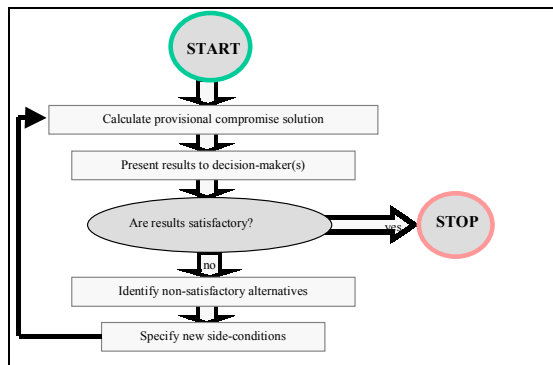 START
Calculate provisional compromise solution
Present results to decision-maker(s)
Are results satisfactory?
yes
STOP
no
Identify non-satisfactory alternatives
Specify new side-conditions